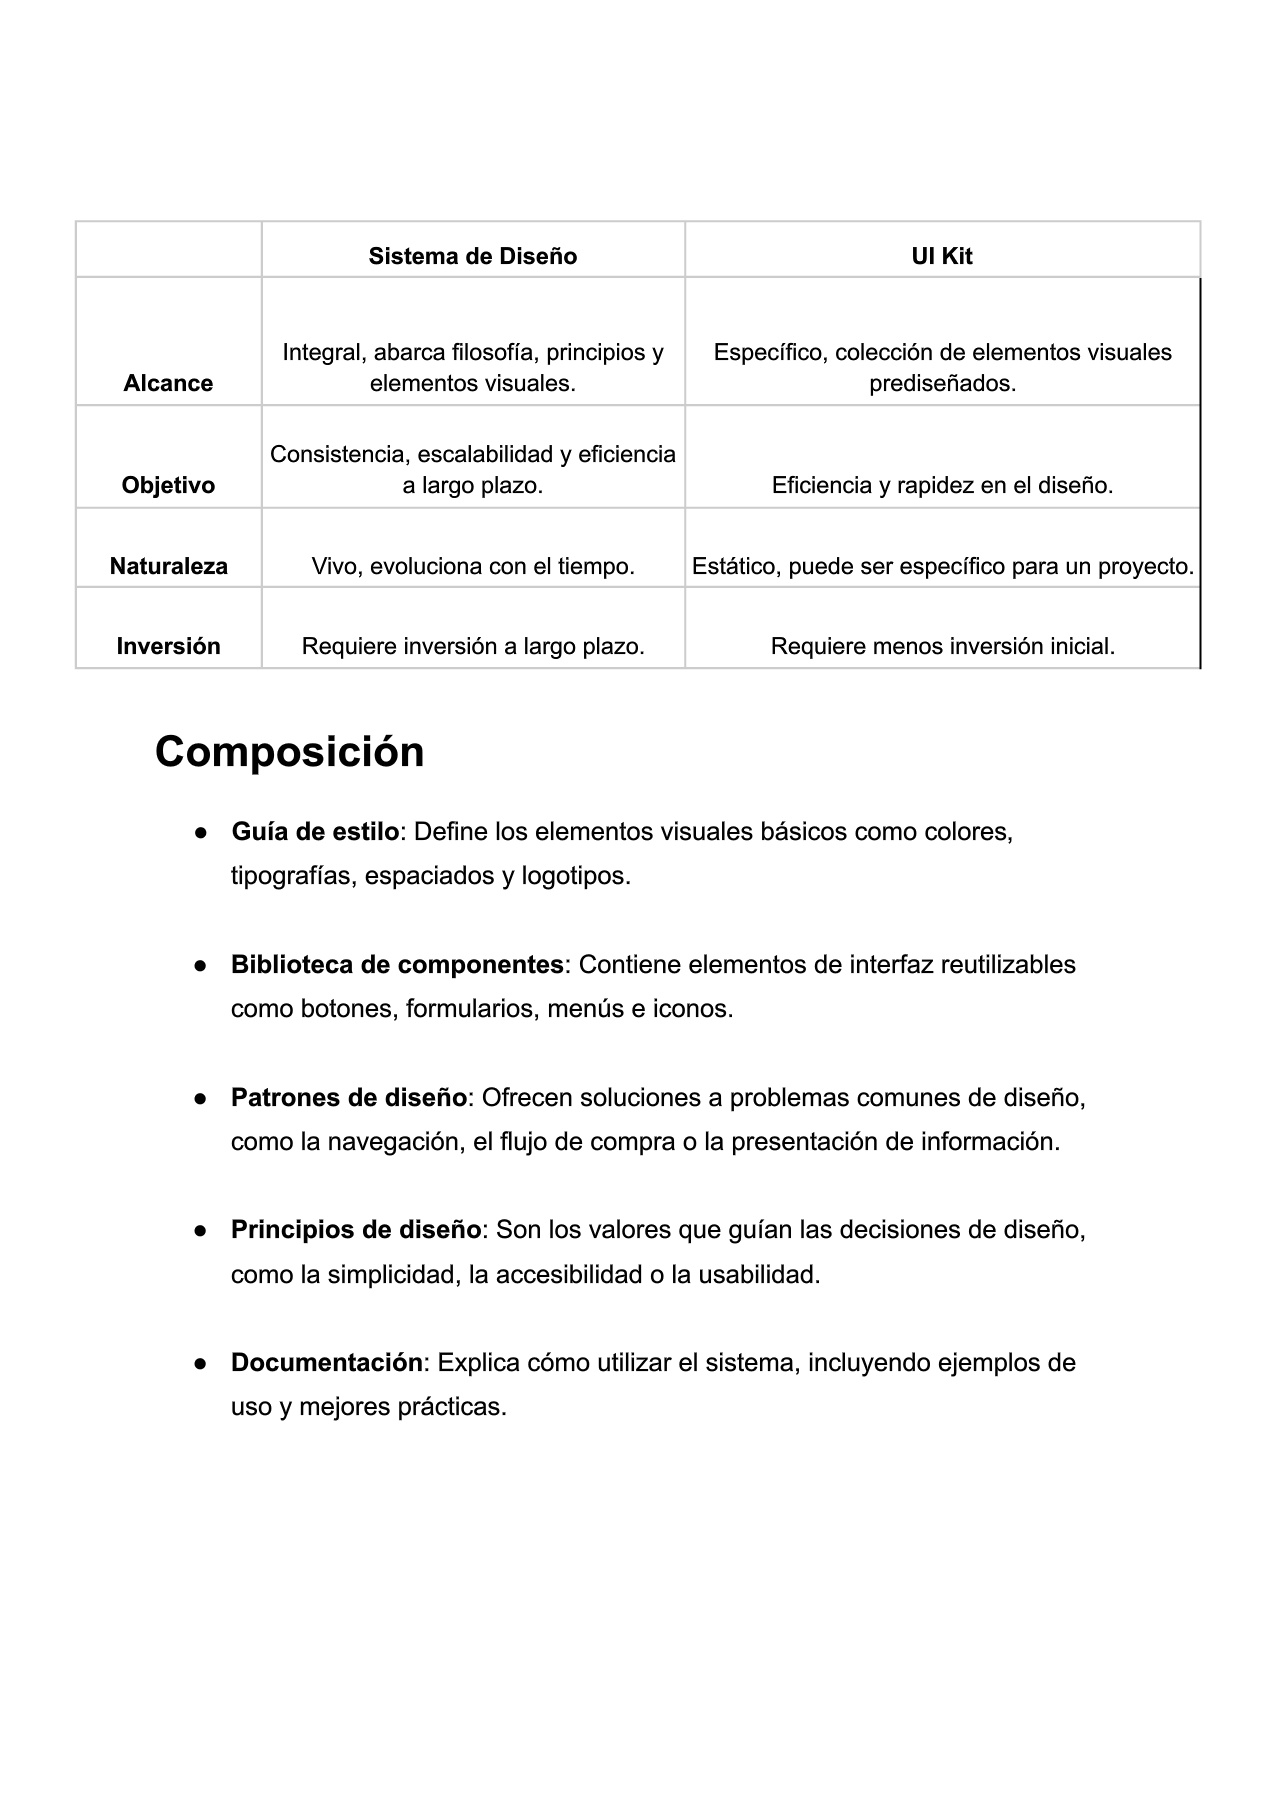 Sistema de Diseño UI Kit
Alcance Integral, abarca filosofía, principios y elementos visuales. Específico, colección de elementos visuales prediseñados.
Objetivo Consistencia, escalabilidad y eficiencia a largo plazo. Eficiencia y rapidez en el diseño.
Naturaleza Vivo, evoluciona con el tiempo. Estático, puede ser específico para un proyecto.
Inversión Requiere inversión a largo plazo. Requiere menos inversión inicial.
Composición
● Guía de estilo: Define los elementos visuales básicos como colores,
tipografías, espaciados y logotipos.
● Biblioteca de componentes: Contiene elementos de interfaz reutilizables
como botones, formularios, menús e iconos.
● Patrones de diseño: Ofrecen soluciones a problemas comunes de diseño,
como la navegación, el flujo de compra o la presentación de información.
● Principios de diseño: Son los valores que guían las decisiones de diseño,
como la simplicidad, la accesibilidad o la usabilidad.
● Documentación: Explica cómo utilizar el sistema, incluyendo ejemplos de
uso y mejores prácticas.